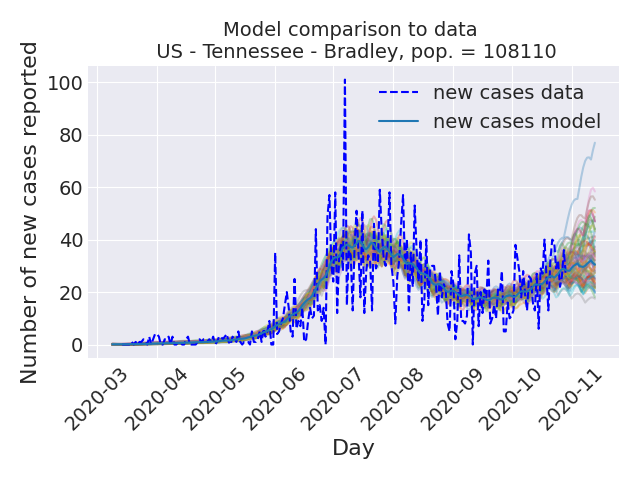 Model comparison to data
US - Tennessee - Bradley, pop. = 108110
Number of new cases reported
100
80
60
40
20
0
new cases data
new cases model
2020-03
2020-04
2020-05
2020-06
2020-07
2020-08
2020-09
2020-10
2020-11
Day